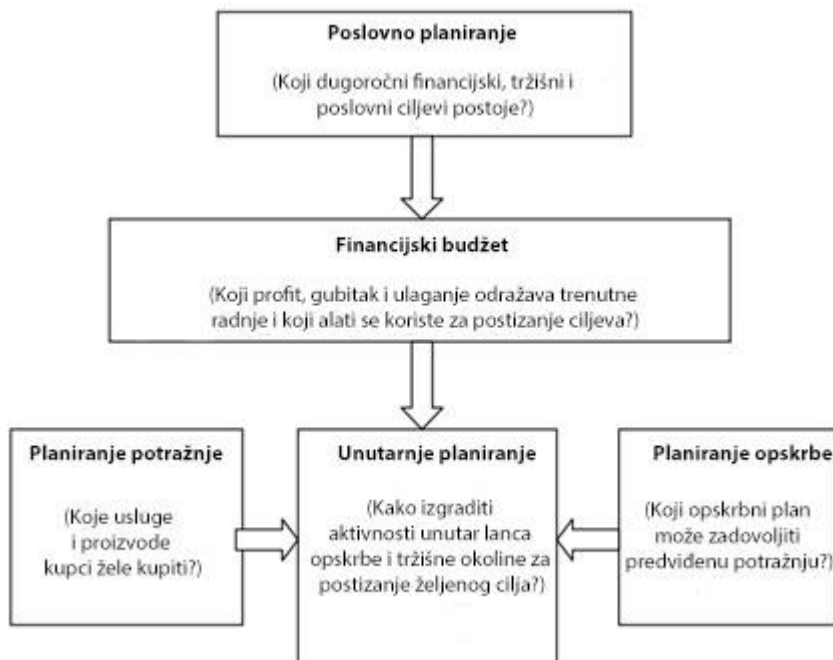 Poslovno planiranje
(Koji dugoročni financijski, tržišni i
poslovni ciljevi postoje?)
Financijski budžet
(Koji profit, gubitak i ulaganje odražava trenutne
radnje i koji alati se koriste za postizanje ciljeva?)
Planiranje potražnje
(Koje usluge
i proizvode
kupci žele kupiti?)
Unutarnje planiranje
(Kako izgraditi
aktivnosti unutar lanca
opskrbe i tržišne okoline za
postizanje željenog cilja?)
Planiranje opskrbe
(Koji opskrbni plan
može zadovoljiti
predviđenu potražnju?)